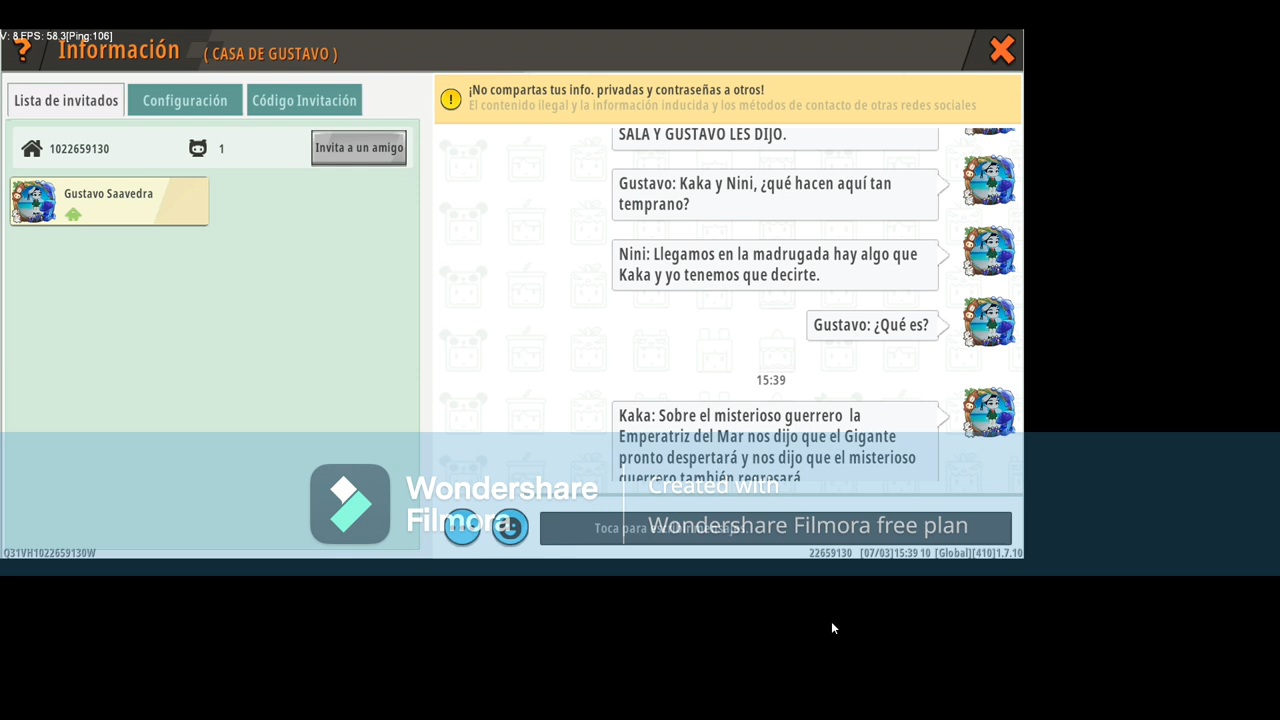 V: 8 FPS: 58.3[Ping:106]
Información
( CASA DE GUSTAVO )
Lista de invitados
Configuración
Código Invitación
1022659130
1
Invita a un amigo
Gustavo Saavedra
¡No compartas tus info. privadas y contraseñas a otros!
El contenido ilegal y la información inducida y los métodos de contacto de otras redes sociales
SALA Y GUSTAVO LES DIJO.
Gustavo: Kaka y Nini, ¿qué hacen aquí tan
temprano?
Nini: Llegamos en la madrugada hay algo que
Kaka y yo tenemos que decirte.
Gustavo: ¿Qué es?
15:39
Kaka: Sobre el misterioso guerrero la
Emperatriz del Mar nos dijo que el Gigante
pronto despertará y nos dijo que el misterioso
guerrero también regresará
Toca para
Wondershare
Filmora
Created with
Wondershare Filmora free plan
Q31VH1022659130W
22659130 [07/03]15:39 10 [Global][410]1.7.10